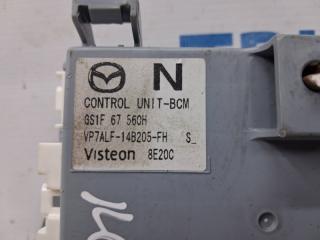 N
CONTROL UNIT-BCM
GS1F 67 560H
VP7ALF-14B205-FH S_
Visteon 8E20C